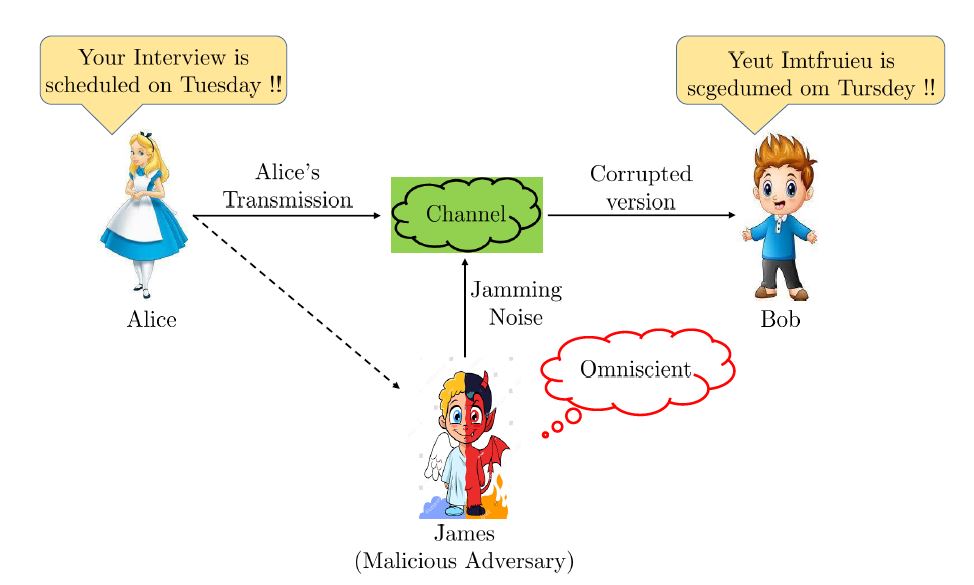 Your Interview is
scheduled on Tuesday !!
Yeut Imtfruieu is
scgedumed om Tursdey !!
Alice's
Transmission
Channel
Corrupted
version
Jamming
Noise
Alice
Bob
Omniscient
James
(Malicious Adversary)